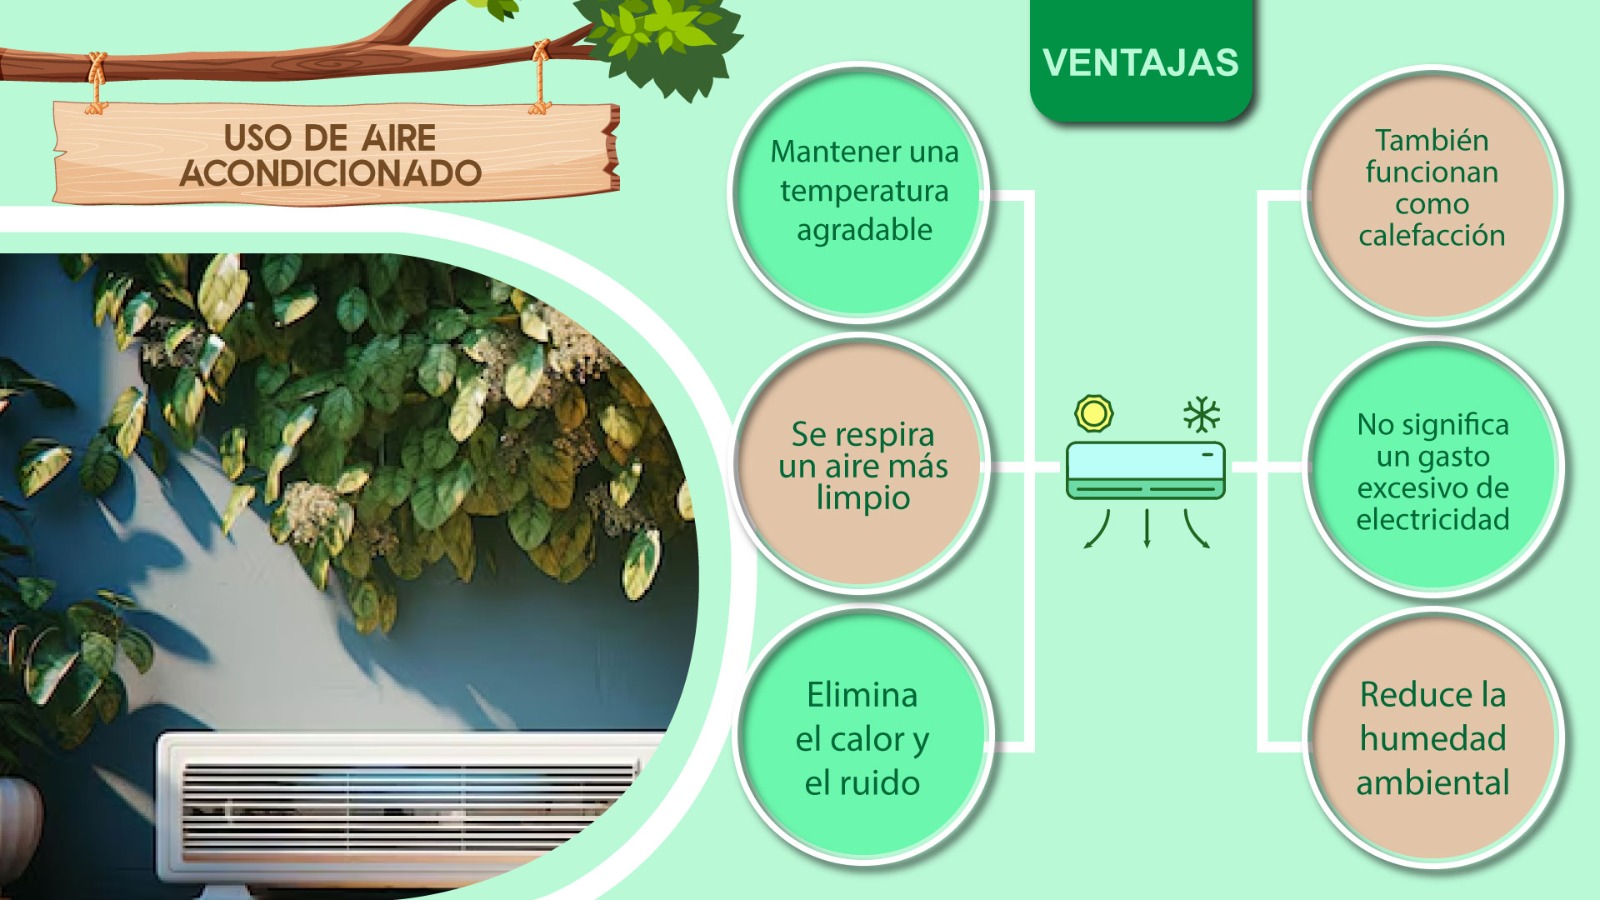 USO DE AIRE
ACONDICIONADO
VENTAJAS
Mantener una
temperatura
agradable
Se respira
un aire más
limpio
Elimina
el calor y
el ruido
También
funcionan
como
calefacción
No significa
un gasto
excesivo de
electricidad
Reduce la
humedad
ambiental